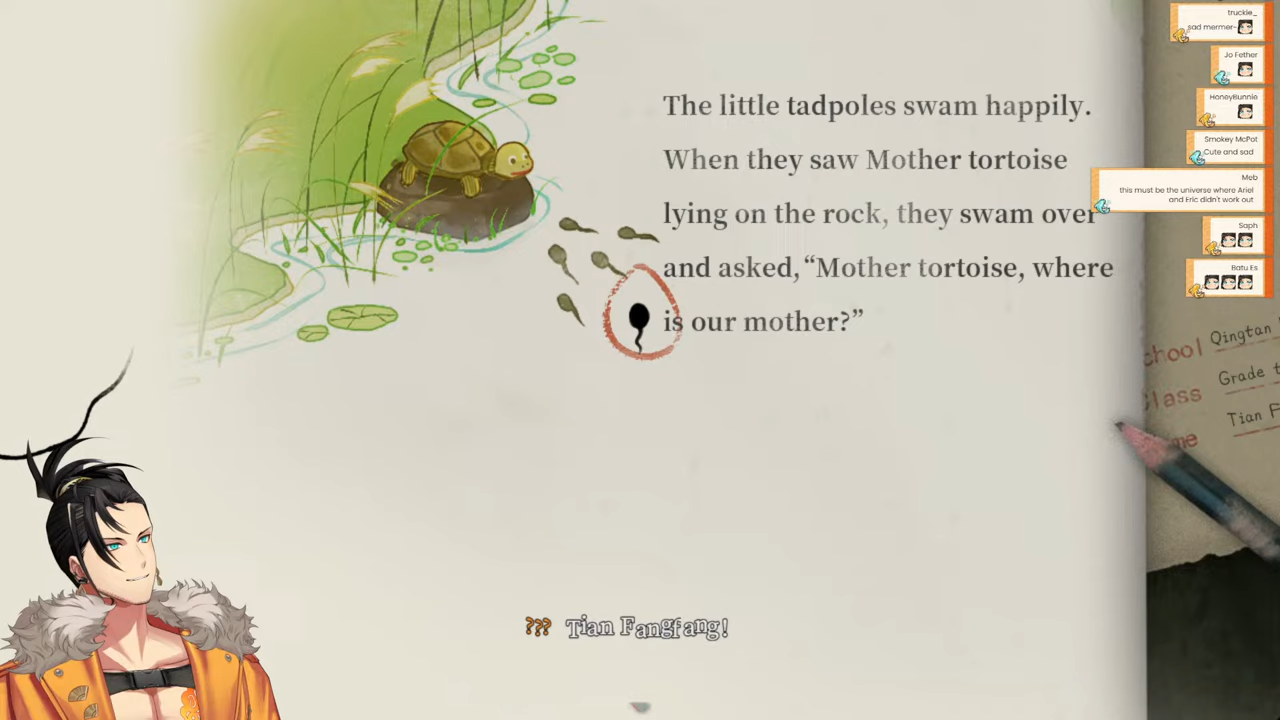 The little tadpoles swam happily.
When they saw Mother tortoise
lying on the rock, they swam over
and asked, “Mother tortoise, where
is our mother?”
??? Tian Fangfang!
truckie_
sad mermer-
Jo Fether
HoneyBunnie
Smokey McPot
Cute and sad
Meb
this must be the universe where Ariel
and Eric didn't work out
Saph
Batu Es
chool Qingtan
lass Grade t
me Tian F